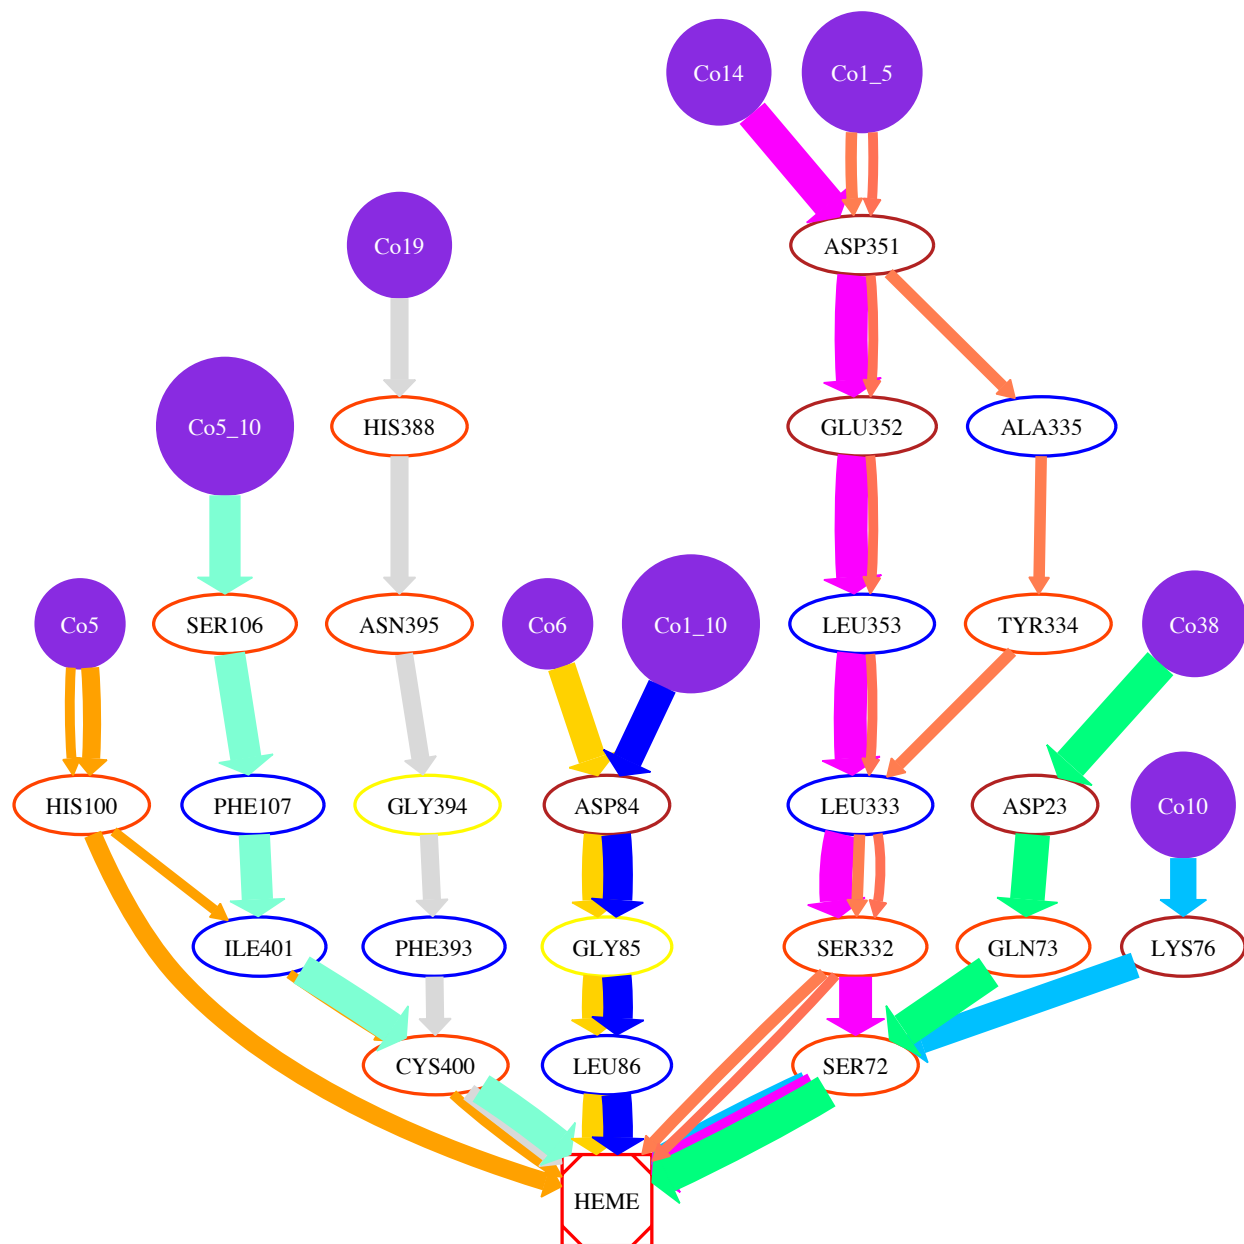 Co14
Co1_5
Co19
ASP351
Co5_10
HIS388
GLU352
ALA335
Co5
SER106
ASN395
Co6
Co1_10
LEU353
TYR334
Co38
HIS100
PHE107
GLY394
ASP84
LEU333
ASP23
Co10
ILE401
PHE393
GLY85
SER332
GLN73
LYS76
CYS400
LEU86
SER72
HEME